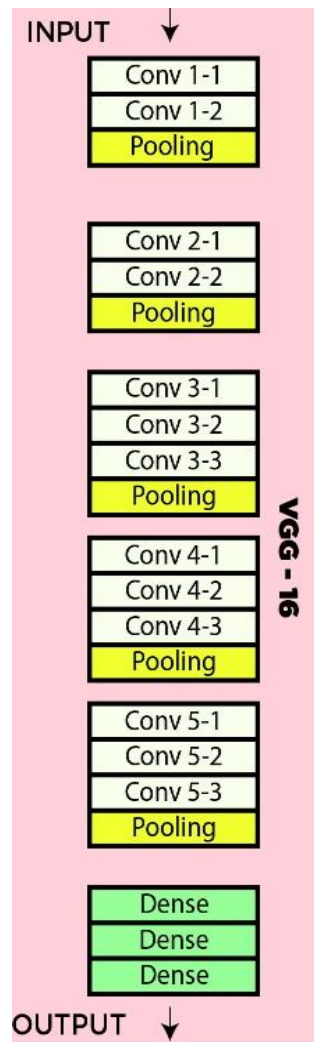 INPUT
Conv 1-1
Conv 1-2
Pooling
Conv 2-1
Conv 2-2
Pooling
Conv 3-1
Conv 3-2
Conv 3-3
Pooling
Conv 4-1
Conv 4-2
Conv 4-3
Pooling
Conv 5-1
Conv 5-2
Conv 5-3
Pooling
Dense
Dense
Dense
OUTPUT
VGG - 16